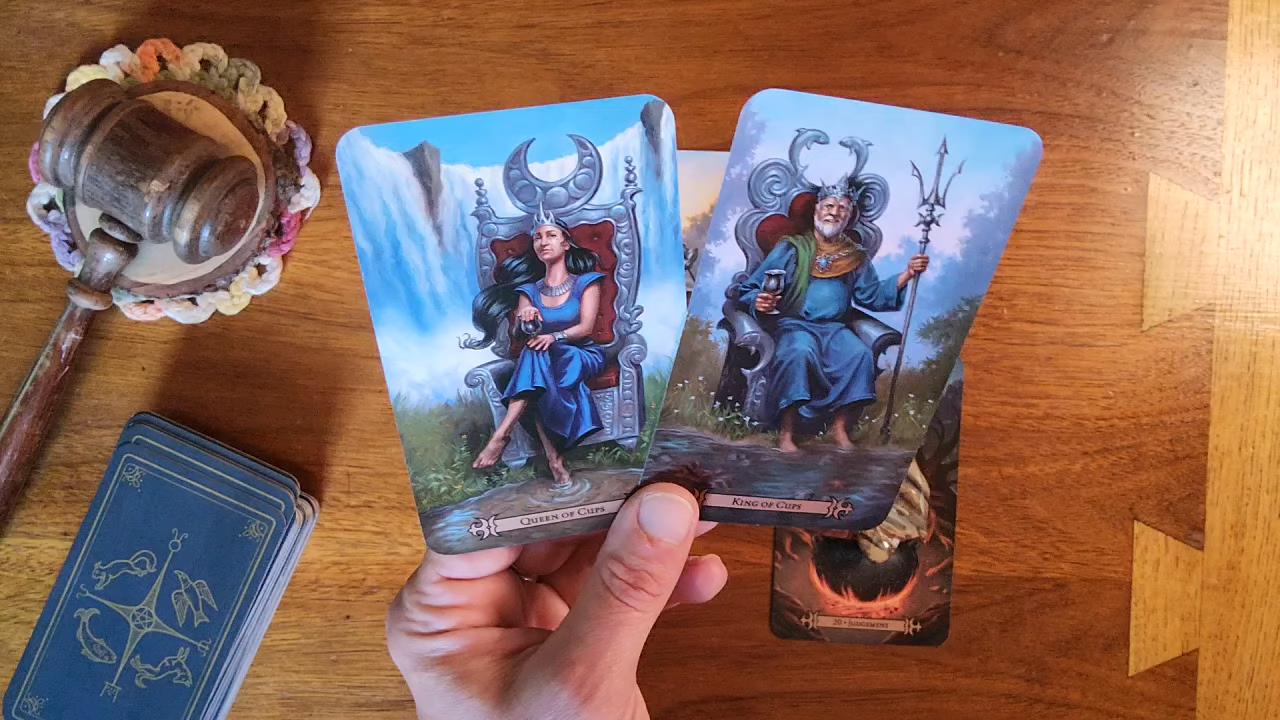 QUEEN OF CUPS
KING OF CUPS
20 • JUDGEMENT